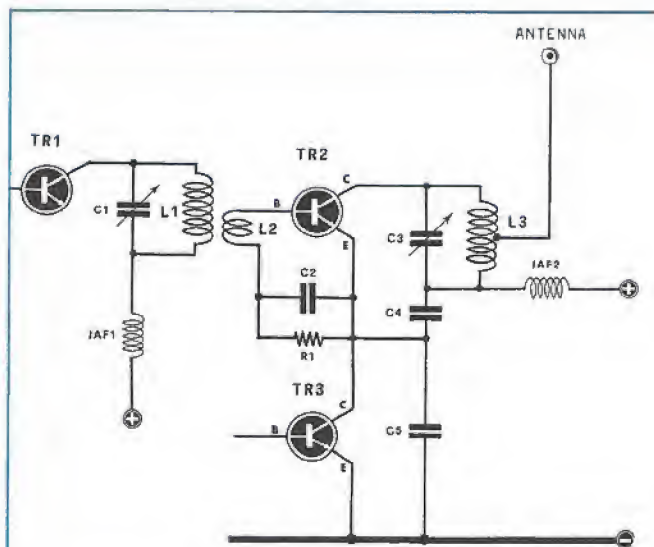 ANTENNA
TR1
TR2
C
C1
L1
L2
B
E
C3
L3
JAF2
+
C2
C4
R1
JAF1
TR3
C
B
E
C5
+
-